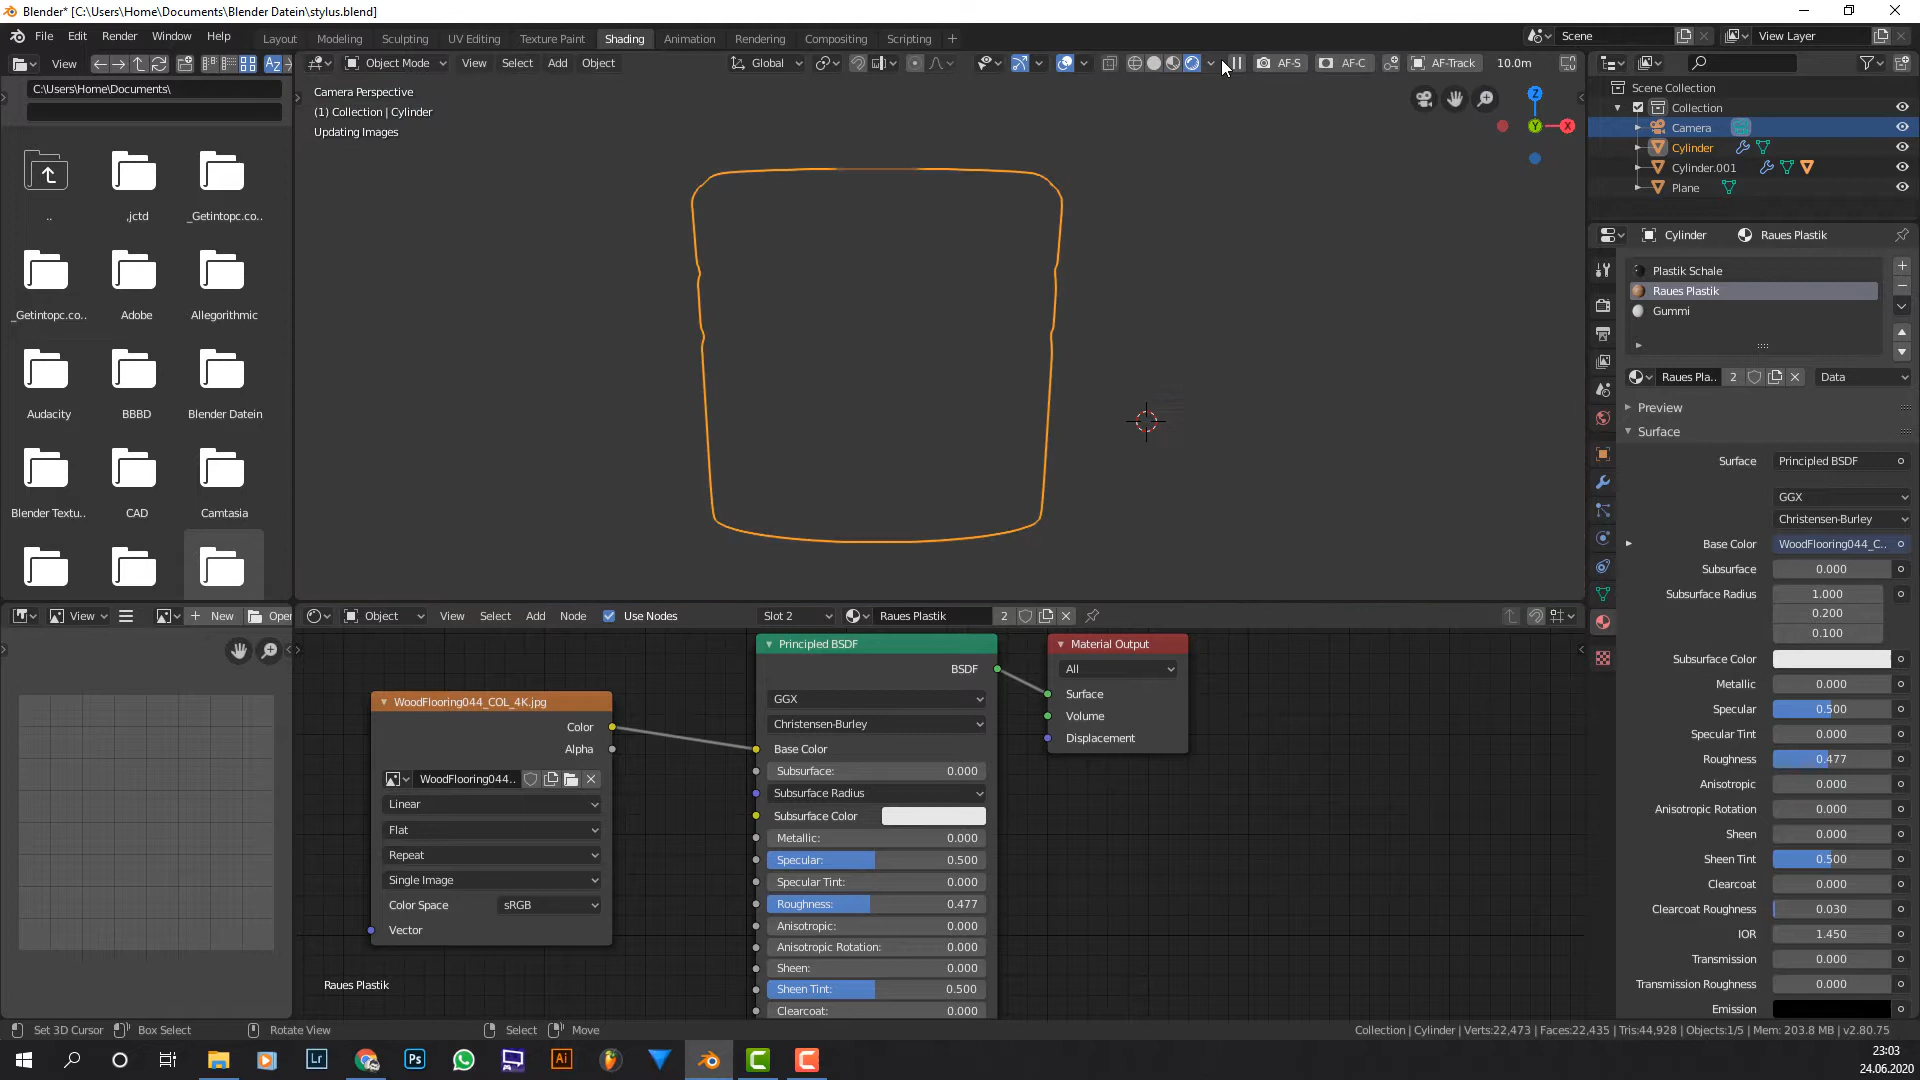 Blender* [C:\Users\Home\Documents\Blender Datein\stylus.blend]
File Edit Render Window Help
Layout Modeling Sculpting UV Editing Texture Paint Shading Animation Rendering Compositing Scripting +
Scene View Layer
View
Object Mode View Select Add Object Global AF-S AF-C AF-Track 10.0m
C:\Users\Home\Documents\
Camera Perspective
(1) Collection | Cylinder
Updating Images
Z
Y
X
Scene Collection
Collection
Camera
Cylinder
Cylinder.001
Plane
.. .jctd _Getintopc.co..
_Getintopc.co.. Adobe Allegorithmic
Audacity BBBD Blender Datein
Blender Textu.. CAD Camtasia
Cylinder Raues Plastik
Plastik Schale
Raues Plastik
Gummi
Raues Pla.. 2 Data
Preview
Surface
Surface Principled BSDF
GGX
Christensen-Burley
Base Color WoodFlooring044_C..
Subsurface 0.000
Subsurface Radius 1.000
0.200
0.100
Subsurface Color
Metallic 0.000
Specular 0.500
Specular Tint 0.000
Roughness 0.477
Anisotropic 0.000
Anisotropic Rotation 0.000
Sheen 0.000
Sheen Tint 0.500
Clearcoat 0.000
Clearcoat Roughness 0.030
IOR 1.450
Transmission 0.000
Transmission Roughness 0.000
Emission
View New Open
Object View Select Add Node Use Nodes Slot 2 Raues Plastik 2
WoodFlooring044_COL_4K.jpg
Color
Alpha
WoodFlooring044..
Linear
Flat
Repeat
Single Image
Color Space sRGB
Vector
Principled BSDF
BSDF
GGX
Christensen-Burley
Base Color
Subsurface: 0.000
Subsurface Radius
Subsurface Color
Metallic: 0.000
Specular: 0.500
Specular Tint: 0.000
Roughness: 0.477
Anisotropic: 0.000
Anisotropic Rotation: 0.000
Sheen: 0.000
Sheen Tint: 0.500
Clearcoat: 0.000
Material Output
All
Surface
Volume
Displacement
Raues Plastik
Set 3D Cursor Box Select Rotate View Select Move
Collection | Cylinder | Verts:22,473 | Faces:22,435 | Tris:44,928 | Objects:1/5 | Mem: 203.8 MB | v2.80.75
Lr Ps Ai
23:03
24.06.2020